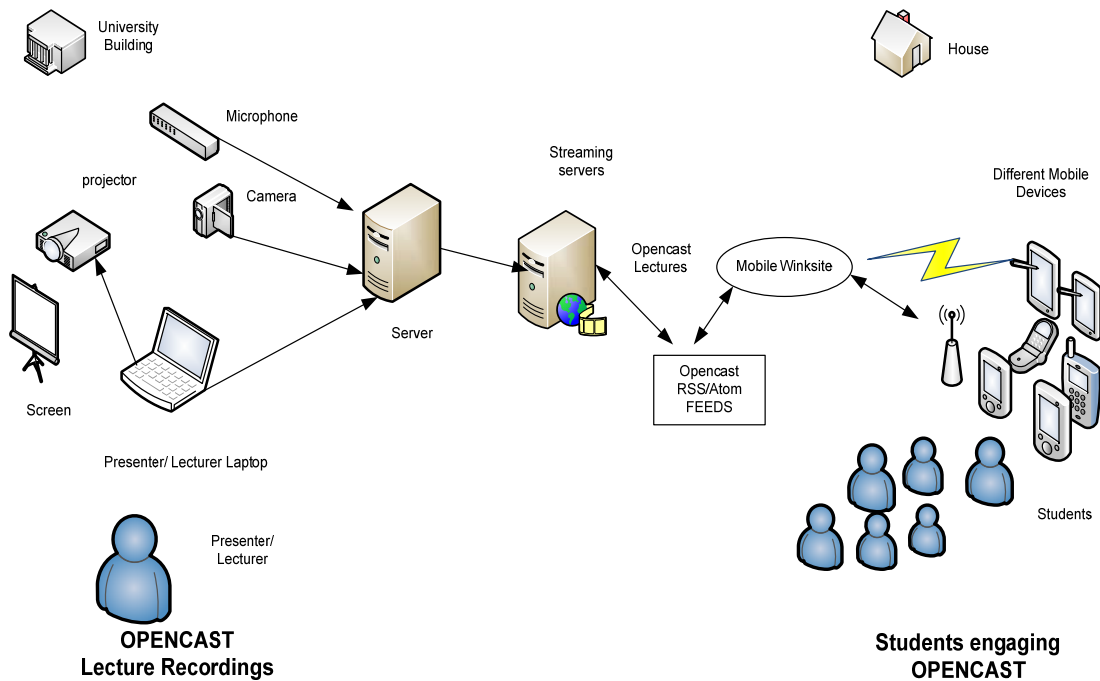 University
Building
House
Microphone
Streaming
servers
projector
Camera
Different Mobile
Devices
Opencast
Lectures
Mobile Winksite
Server
Opencast
RSS/Atom
FEEDS
Screen
Presenter/ Lecturer Laptop
Students
Presenter/
Lecturer
OPENCAST
Lecture Recordings
Students engaging
OPENCAST